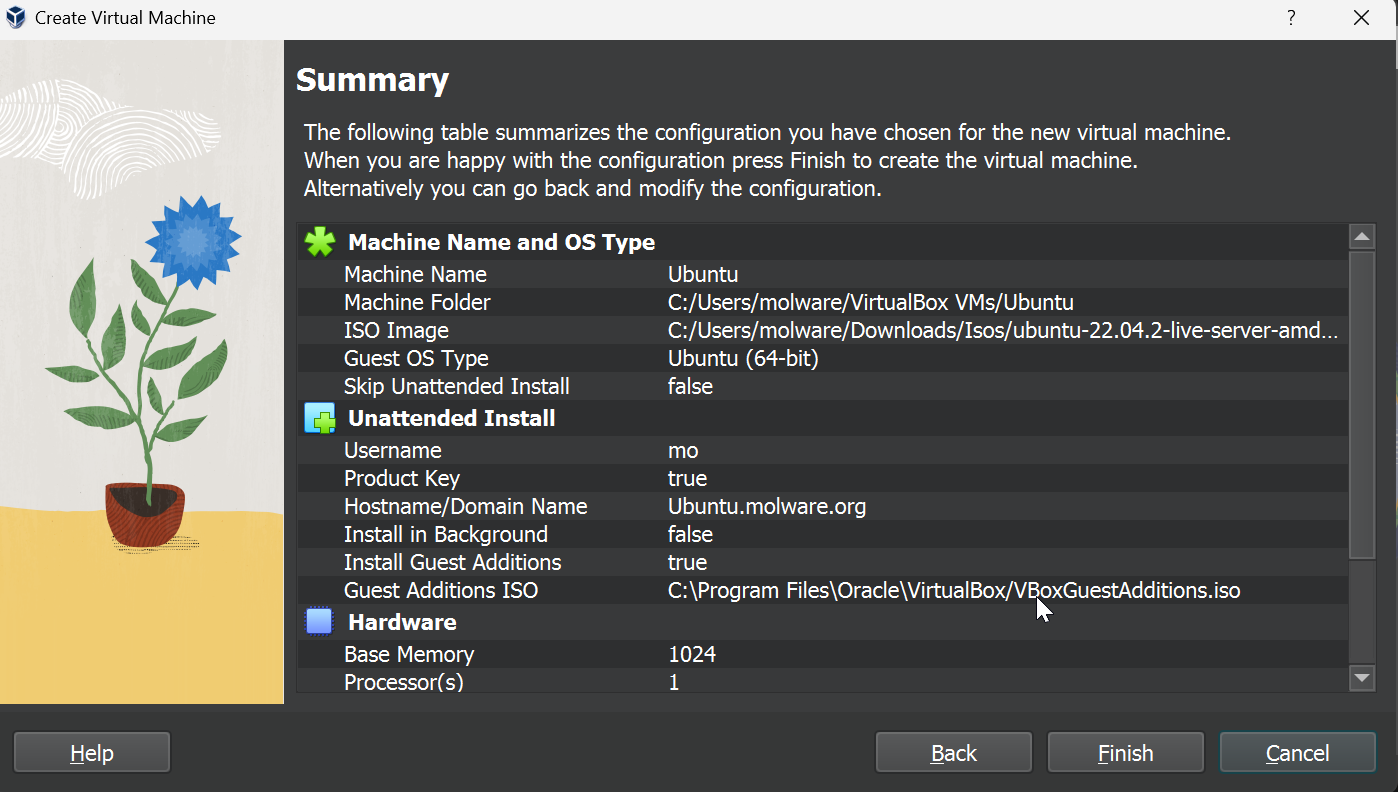 Create Virtual Machine
?
Summary
The following table summarizes the configuration you have chosen for the new virtual machine.
When you are happy with the configuration press Finish to create the virtual machine.
Alternatively you can go back and modify the configuration.
Machine Name and OS Type
Machine Name Ubuntu
Machine Folder C:/Users/molware/VirtualBox VMs/Ubuntu
ISO Image C:/Users/molware/Downloads/Isos/ubuntu-22.04.2-live-server-amd...
Guest OS Type Ubuntu (64-bit)
Skip Unattended Install false
Unattended Install
Username mo
Product Key true
Hostname/Domain Name Ubuntu.molware.org
Install in Background false
Install Guest Additions true
Guest Additions ISO C:\Program Files\Oracle\VirtualBox/VBoxGuestAdditions.iso
Hardware
Base Memory 1024
Processor(s) 1
Help Back Finish Cancel